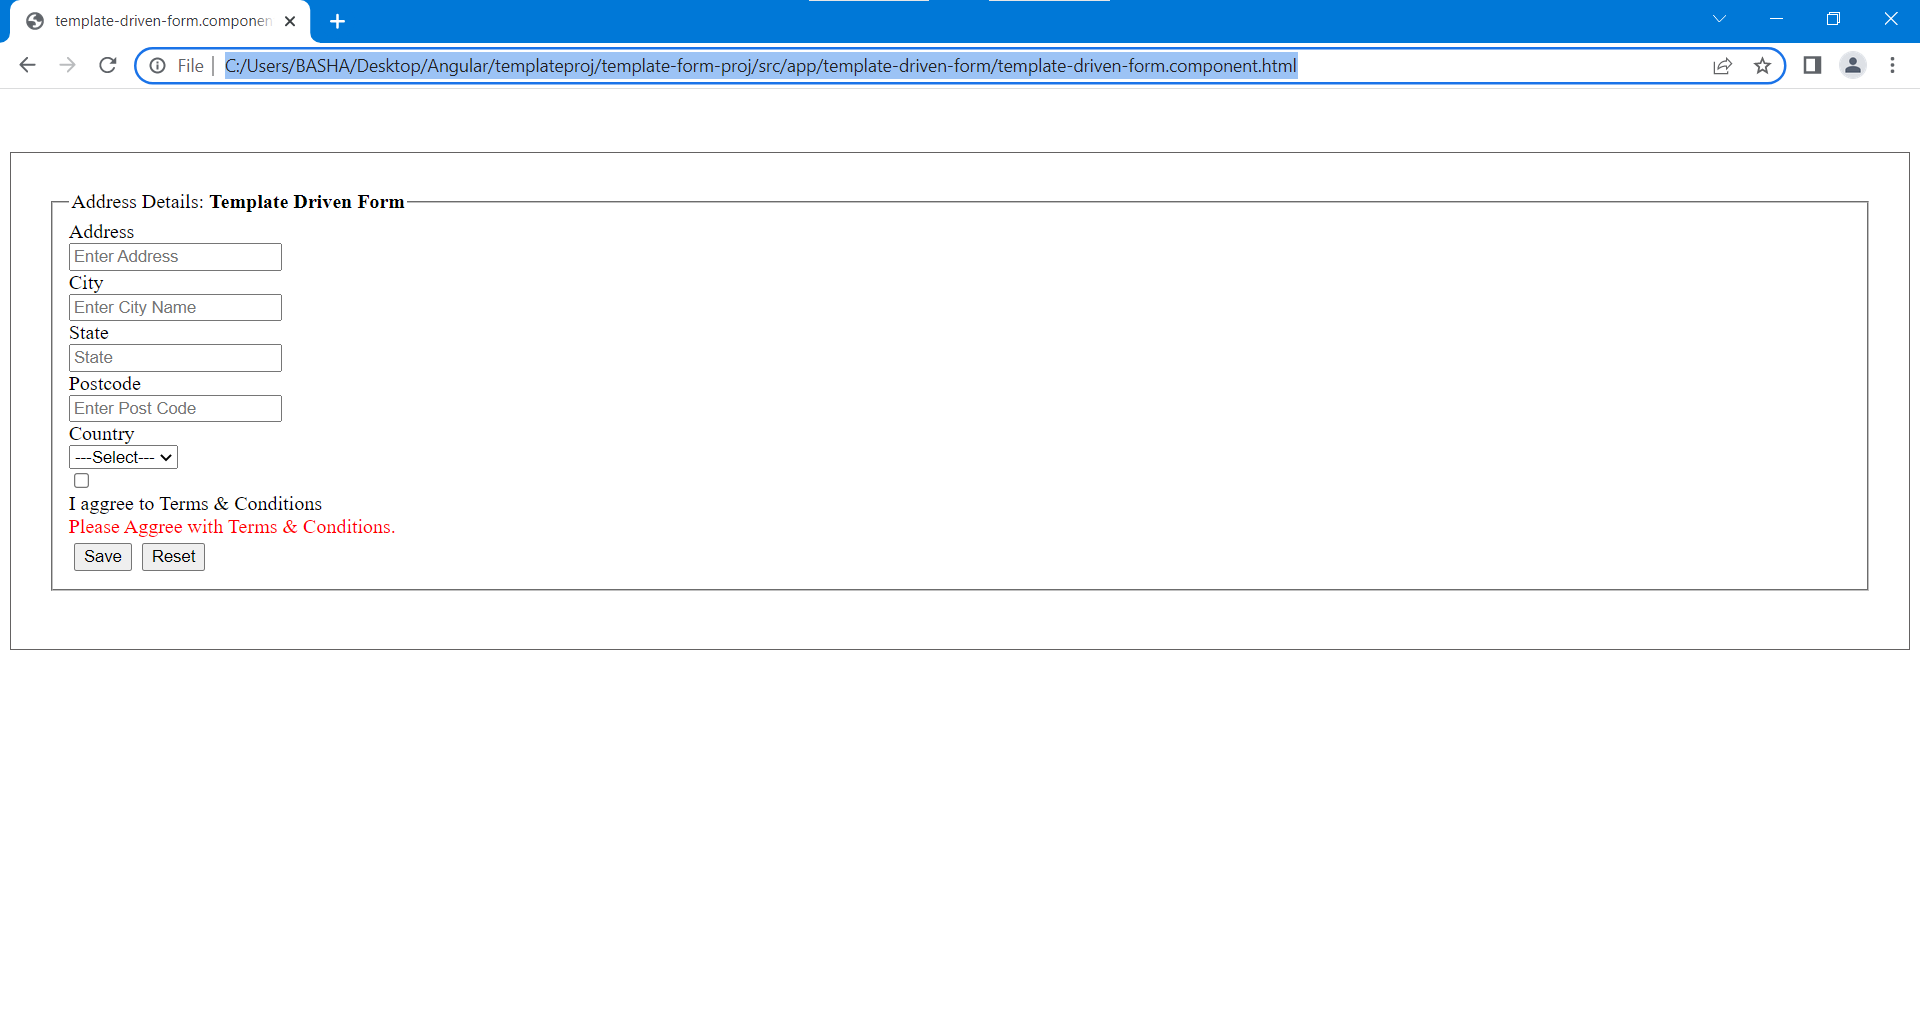 template-driven-form.componen
File
C:/Users/BASHA/Desktop/Angular/templateproj/template-form-proj/src/app/template-driven-form/template-driven-form.component.html
Address Details: Template Driven Form
Address
Enter Address
City
Enter City Name
State
State
Postcode
Enter Post Code
Country
---Select---
I aggree to Terms & Conditions
Please Aggree with Terms & Conditions.
Save Reset